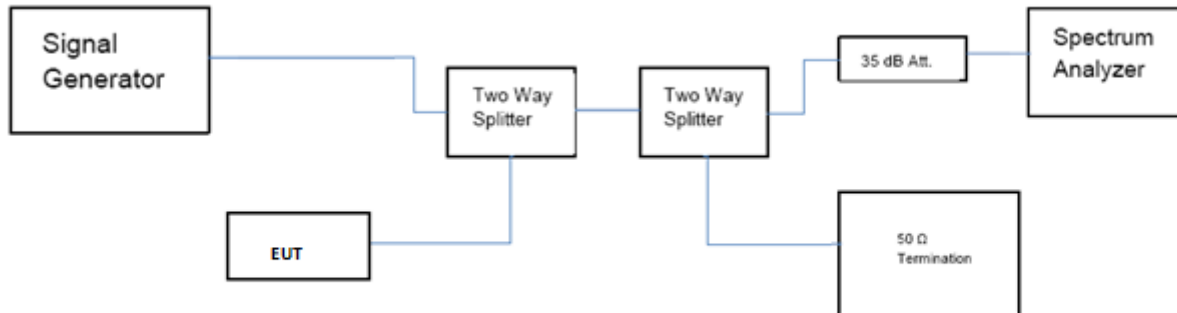 Signal
Generator
Two Way
Splitter
Two Way
Splitter
35 dB Att.
Spectrum
Analyzer
EUT
50 Ω
Termination